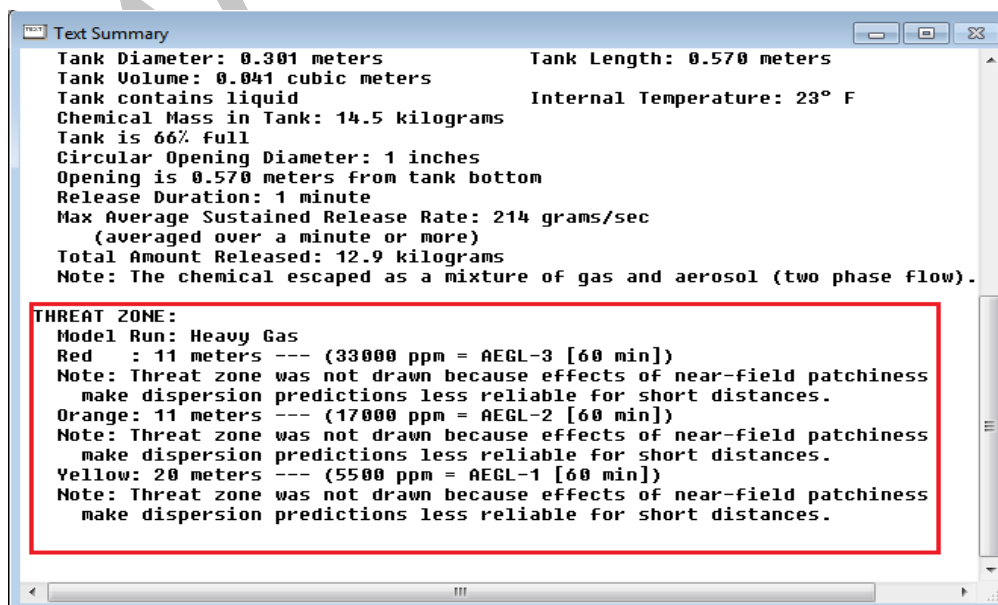 Text Summary
Tank Diameter: 0.301 meters Tank Length: 0.570 meters
Tank Volume: 0.041 cubic meters
Tank contains liquid Internal Temperature: 23° F
Chemical Mass in Tank: 14.5 kilograms
Tank is 66% full
Circular Opening Diameter: 1 inches
Opening is 0.570 meters from tank bottom
Release Duration: 1 minute
Max Average Sustained Release Rate: 214 grams/sec
(averaged over a minute or more)
Total Amount Released: 12.9 kilograms
Note: The chemical escaped as a mixture of gas and aerosol (two phase flow).
THREAT ZONE:
Model Run: Heavy Gas
Red : 11 meters --- (33000 ppm = AEGL-3 [60 min])
Note: Threat zone was not drawn because effects of near-field patchiness
make dispersion predictions less reliable for short distances.
Orange: 11 meters --- (17000 ppm = AEGL-2 [60 min])
Note: Threat zone was not drawn because effects of near-field patchiness
make dispersion predictions less reliable for short distances.
Yellow: 20 meters --- (5500 ppm = AEGL-1 [60 min])
Note: Threat zone was not drawn because effects of near-field patchiness
make dispersion predictions less reliable for short distances.